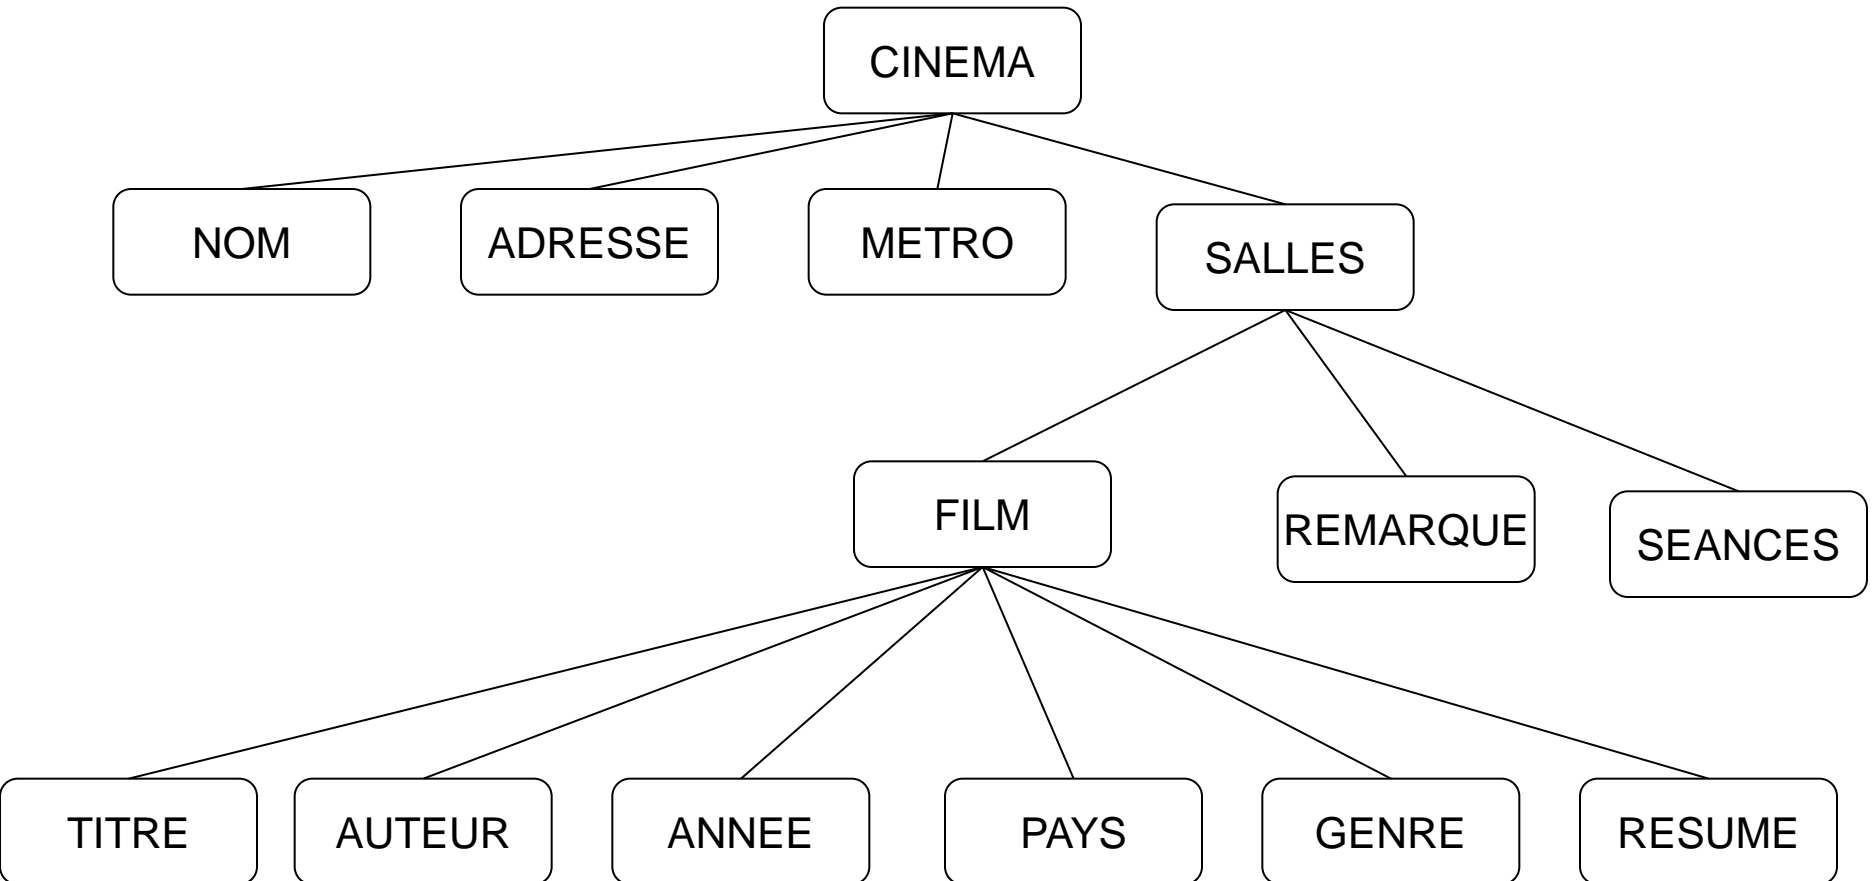 CINEMA
NOM
ADRESSE
METRO
SALLES
FILM
REMARQUE
SEANCES
TITRE
AUTEUR
ANNEE
PAYS
GENRE
RESUME